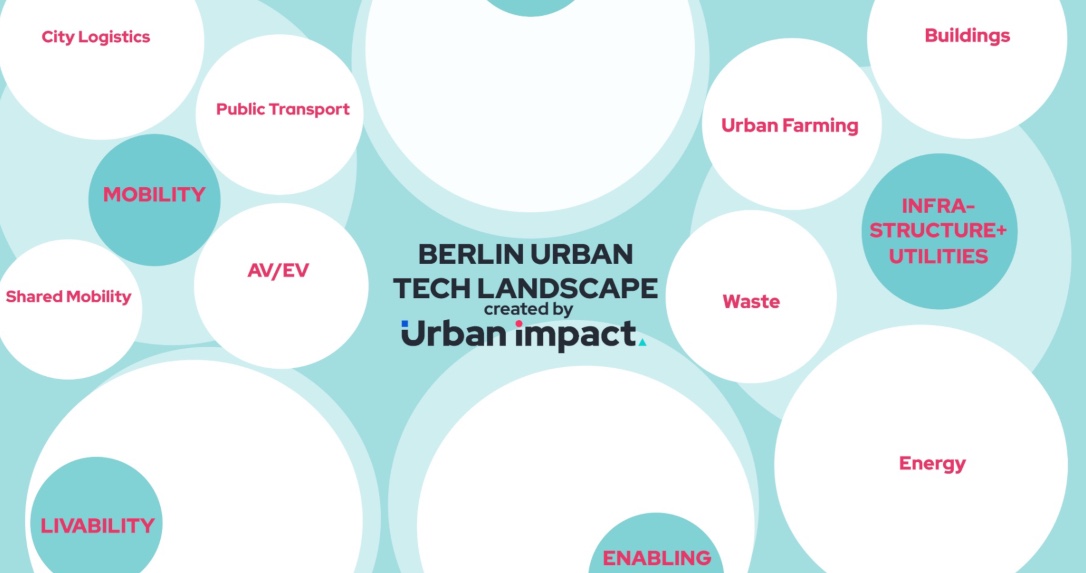 City Logistics
Public Transport
MOBILITY
AV/EV
Shared Mobility
BERLIN URBAN
TECH LANDSCAPE
created by
Urban impact.
Buildings
Urban Farming
INFRA-
STRUCTURE+
UTILITIES
Waste
Energy
LIVABILITY
ENABLING